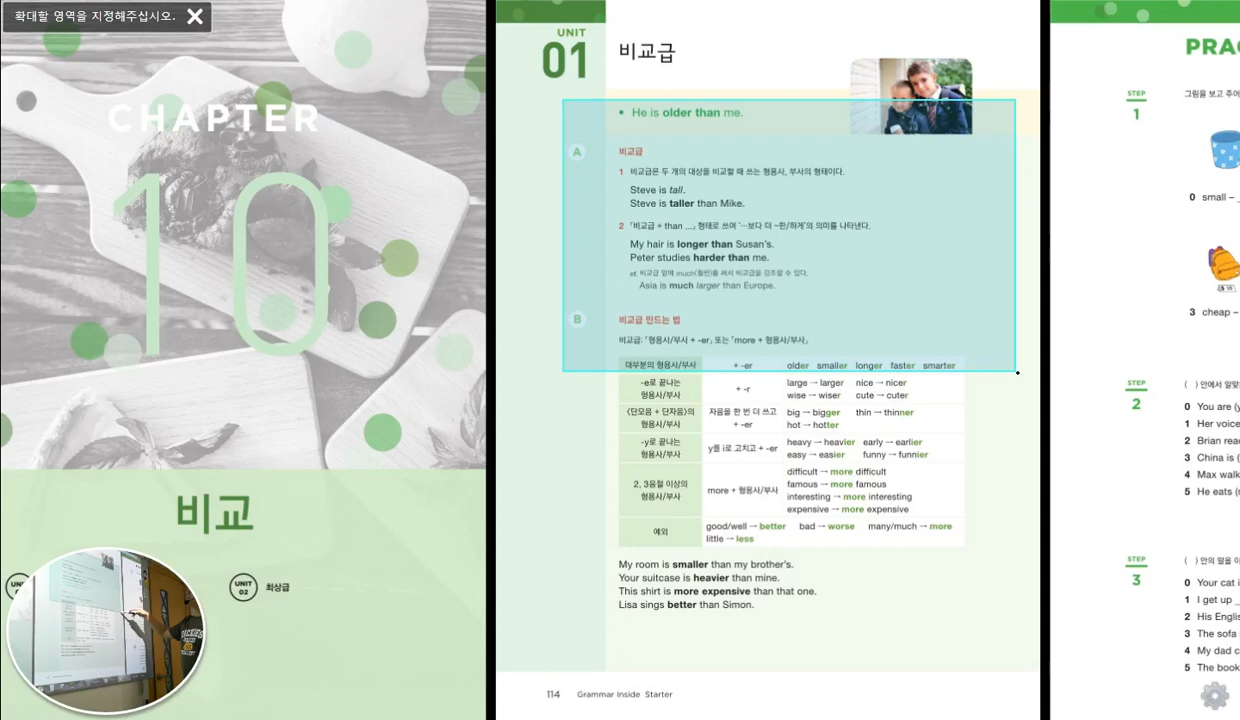 확대할 영역을 지정해주십시오.
CHAPTER
10
비교
UNIT
02
최상급
UNIT
01
비교급
• He is older than me.
A
비교급
1 비교급은 두 개의 대상을 비교할 때 쓰는 형용사, 부사의 형태이다.
Steve is tall.
Steve is taller than Mike.
2 「비교급 + than ...」 형태로 쓰여 '…보다 더 ~한/하게'의 의미를 나타낸다.
My hair is longer than Susan's.
Peter studies harder than me.
cf. 비교급 앞에 much(훨씬)를 써서 비교급을 강조할 수 있다.
Asia is much larger than Europe.
B
비교급 만드는 법
비교급: 「형용사/부사 + -er」 또는 「more + 형용사/부사」
대부분의 형용사/부사 + -er older smaller longer faster smarter
-e로 끝나는 형용사/부사 + -r large → larger nice → nicer
wise → wiser cute → cuter
〈단모음 + 단자음〉의 형용사/부사 자음을 한 번 더 쓰고 + -er big → bigger thin → thinner
hot → hotter
-y로 끝나는 형용사/부사 y를 i로 고치고 + -er heavy → heavier early → earlier
easy → easier funny → funnier
2, 3음절 이상의 형용사/부사 more + 형용사/부사 difficult → more difficult
famous → more famous
interesting → more interesting
expensive → more expensive
예외 good/well → better bad → worse many/much → more
little → less
My room is smaller than my brother's.
Your suitcase is heavier than mine.
This shirt is more expensive than that one.
Lisa sings better than Simon.
114 Grammar Inside Starter
PRAC
STEP
1
그림을 보고 주어
0 small –
3 cheap –
STEP
2
( ) 안에서 알맞
0 You are (y
1 Her voice
2 Brian rea
3 China is (
4 Max walk
5 He eats (
STEP
3
( ) 안의 말을 이
0 Your cat i
1 I get up
2 His Englis
3 The sofa
4 My dad c
5 The book